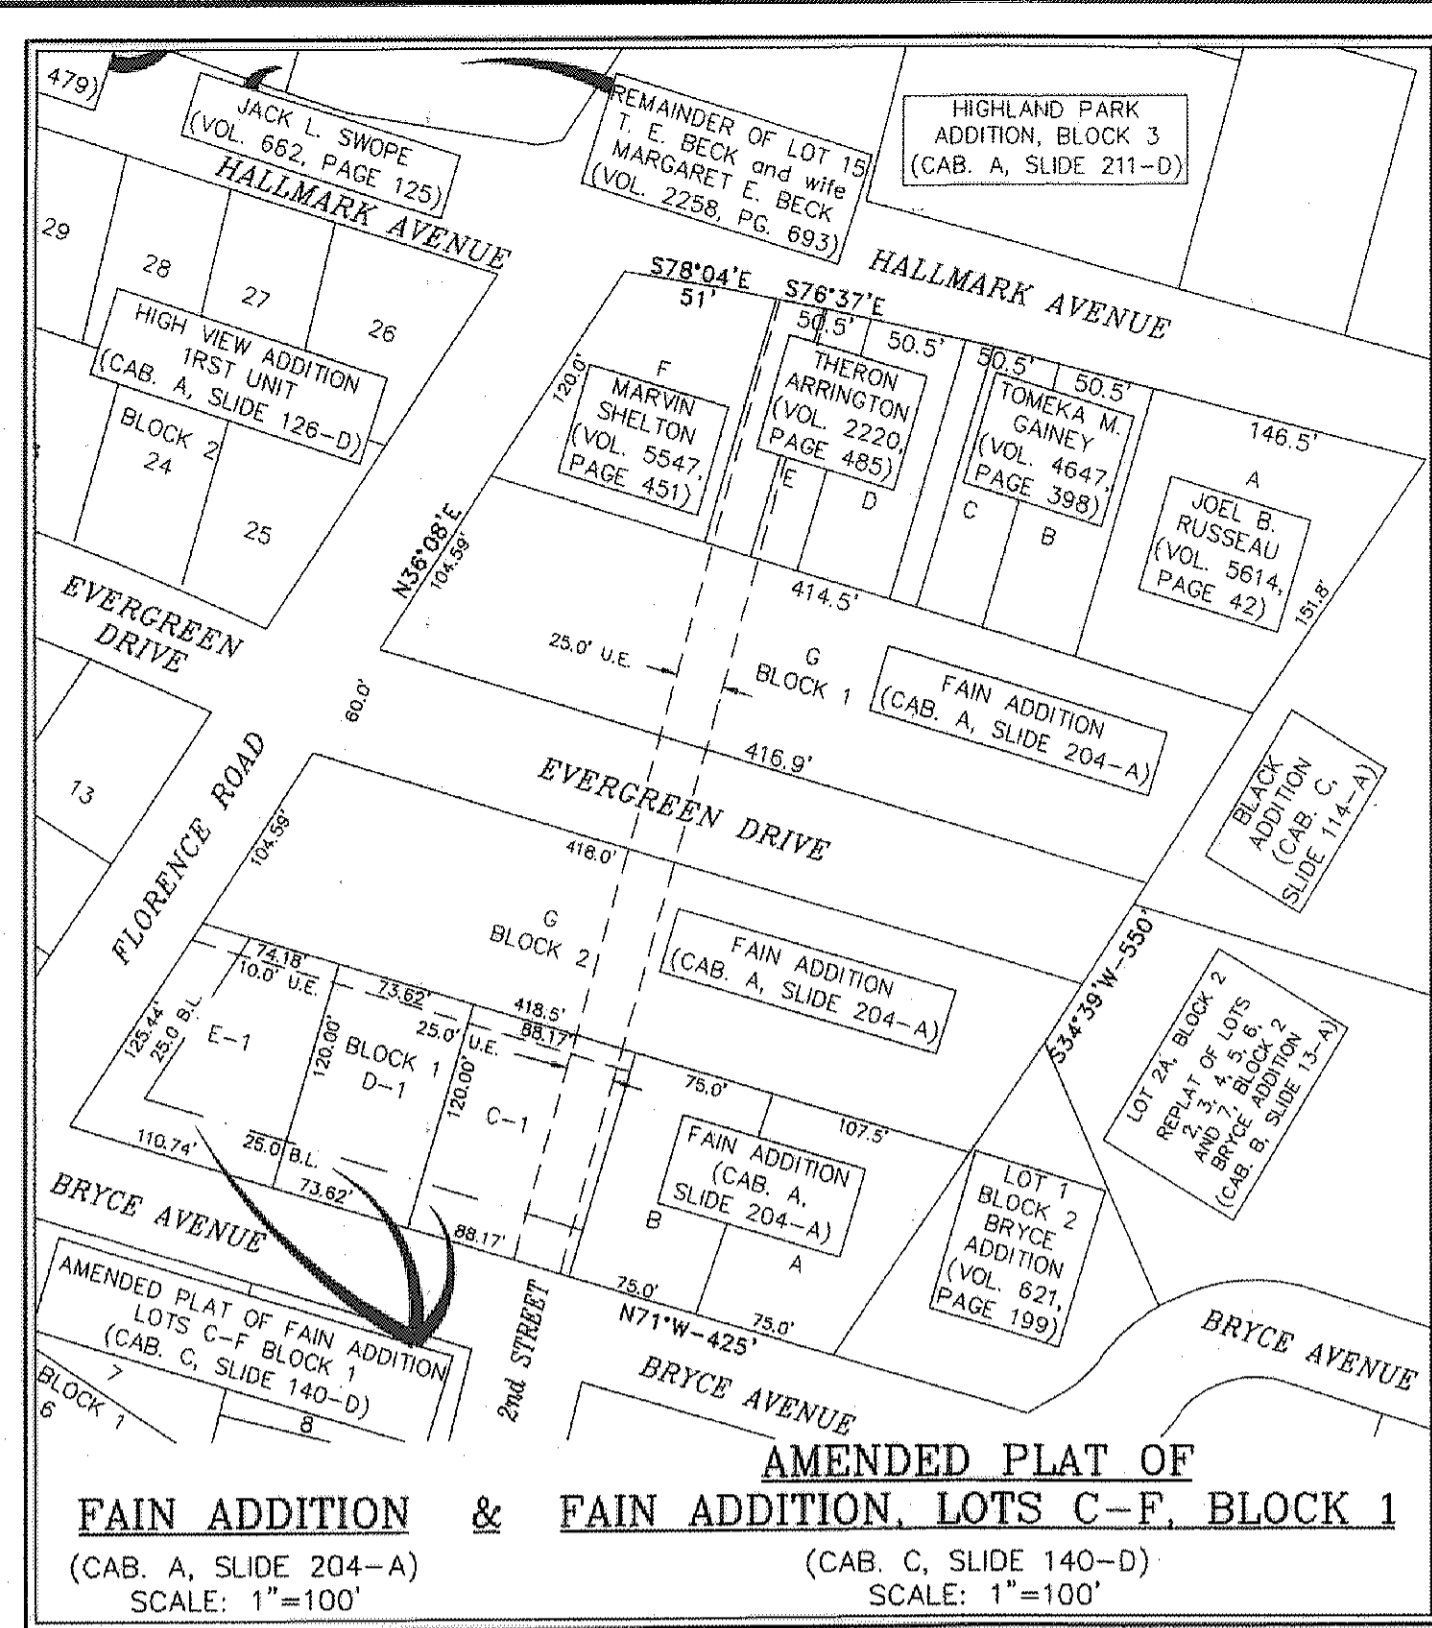 479)
JACK L. SWOPE
(VOL. 662, PAGE 125)
HALLMARK AVENUE
REMAINDER OF LOT 15
T. E. BECK and wife
MARGARET E. BECK
(VOL. 2258, PG. 693)
HIGHLAND PARK
ADDITION, BLOCK 3
(CAB. A, SLIDE 211-D)
HALLMARK AVENUE
29
28
27
26
HIGH VIEW ADDITION
1RST UNIT
(CAB. A, SLIDE 126-D)
BLOCK 2
24
25
S78°04'E
51'
S76°37'E
50.5'
50.5'
50.5'
50.5'
146.5'
120.0'
F
MARVIN
SHELTON
(VOL. 5547,
PAGE 451)
THERON
ARRINGTON
(VOL. 2220,
PAGE 485)
E
D
TOMEKA M.
GAINEY
(VOL. 4647,
PAGE 398)
C
B
A
JOEL B.
RUSSEAU
(VOL. 5614,
PAGE 42)
151.8'
N36°08'E
104.59'
414.5'
25.0' U.E.
G
BLOCK 1
FAIN ADDITION
(CAB. A, SLIDE 204-A)
EVERGREEN
DRIVE
60.0'
416.9'
13
FLORENCE ROAD
EVERGREEN DRIVE
BLACK
ADDITION
(CAB. C,
SLIDE 114-A)
104.59'
418.0'
G
BLOCK 2
FAIN ADDITION
(CAB. A, SLIDE 204-A)
S34°39'W-550'
LOT 2A, BLOCK 2
REPLAT OF LOTS
2, 3, 4, 5, 6,
AND 7, BLOCK 2
BRYCE ADDITION
(CAB. B, SLIDE 13-A)
74.18'
10.0' U.E.
73.62'
418.5'
25.0' U.E.
88.17'
125.44'
25.0 B.L.
E-1
120.00'
BLOCK 1
D-1
120.00'
C-1
75.0'
107.5'
FAIN ADDITION
(CAB. A,
SLIDE 204-A)
B
A
LOT 1
BLOCK 2
BRYCE
ADDITION
(VOL. 621,
PAGE 199)
110.74'
25.0 B.L.
73.62'
88.17'
75.0'
75.0'
N71°W-425'
BRYCE AVENUE
2nd STREET
BRYCE AVENUE
BRYCE AVENUE
AMENDED PLAT OF FAIN ADDITION
LOTS C-F BLOCK 1
(CAB. C, SLIDE 140-D)
7
BLOCK 1
6
8
AMENDED PLAT OF
FAIN ADDITION & FAIN ADDITION, LOTS C-F, BLOCK 1
(CAB. A, SLIDE 204-A)
SCALE: 1"=100'
(CAB. C, SLIDE 140-D)
SCALE: 1"=100'